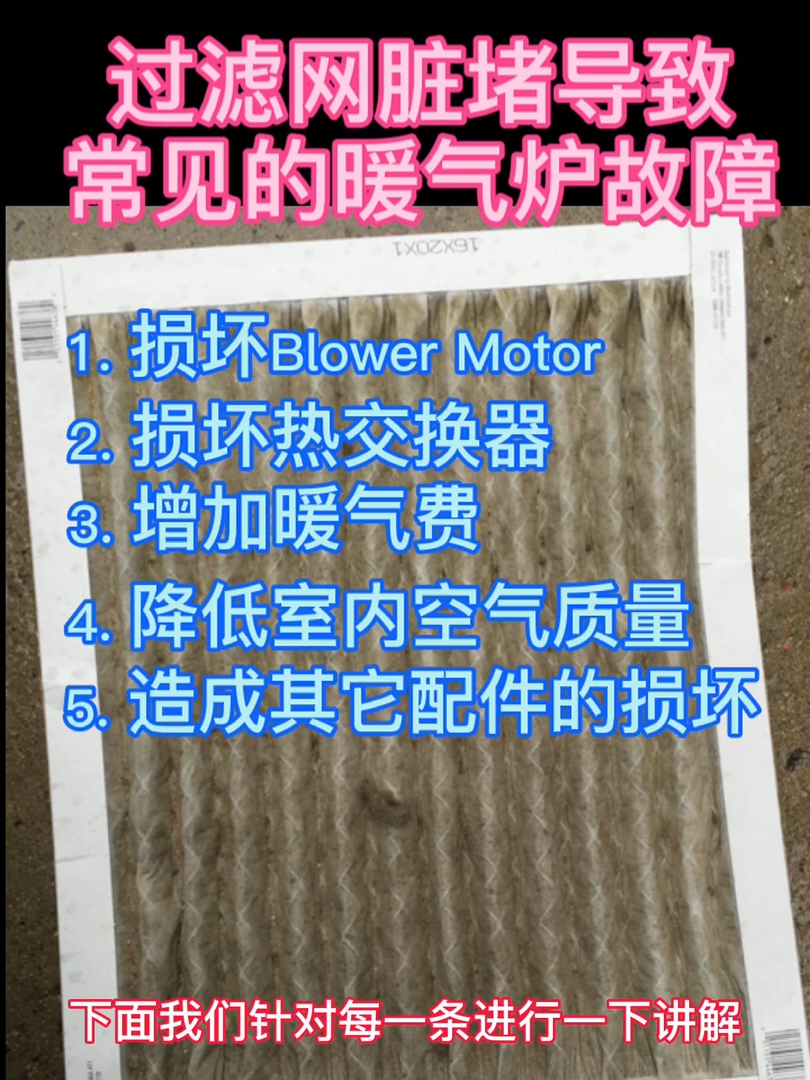 过滤网脏堵导致
常见的暖气炉故障
16X20X1
1. 损坏Blower Motor
2. 损坏热交换器
3. 增加暖气费
4. 降低室内空气质量
5. 造成其它配件的损坏
下面我们针对每一条进行一下讲解